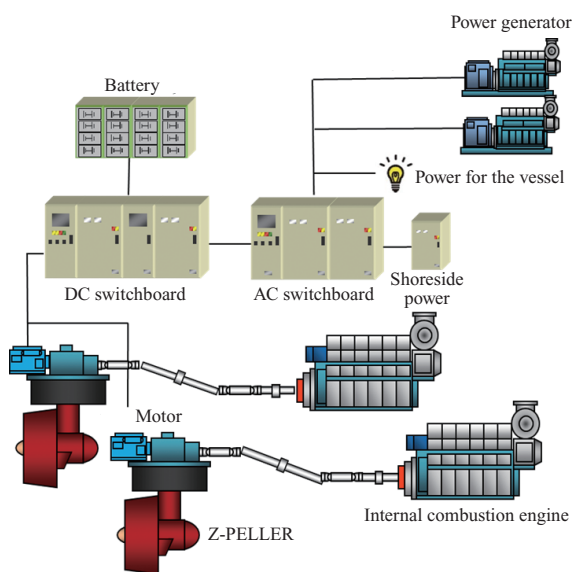 Power generator
Battery
Power for the vessel
DC switchboard
AC switchboard
Shoreside
power
Motor
Internal combustion engine
Z-PELLER